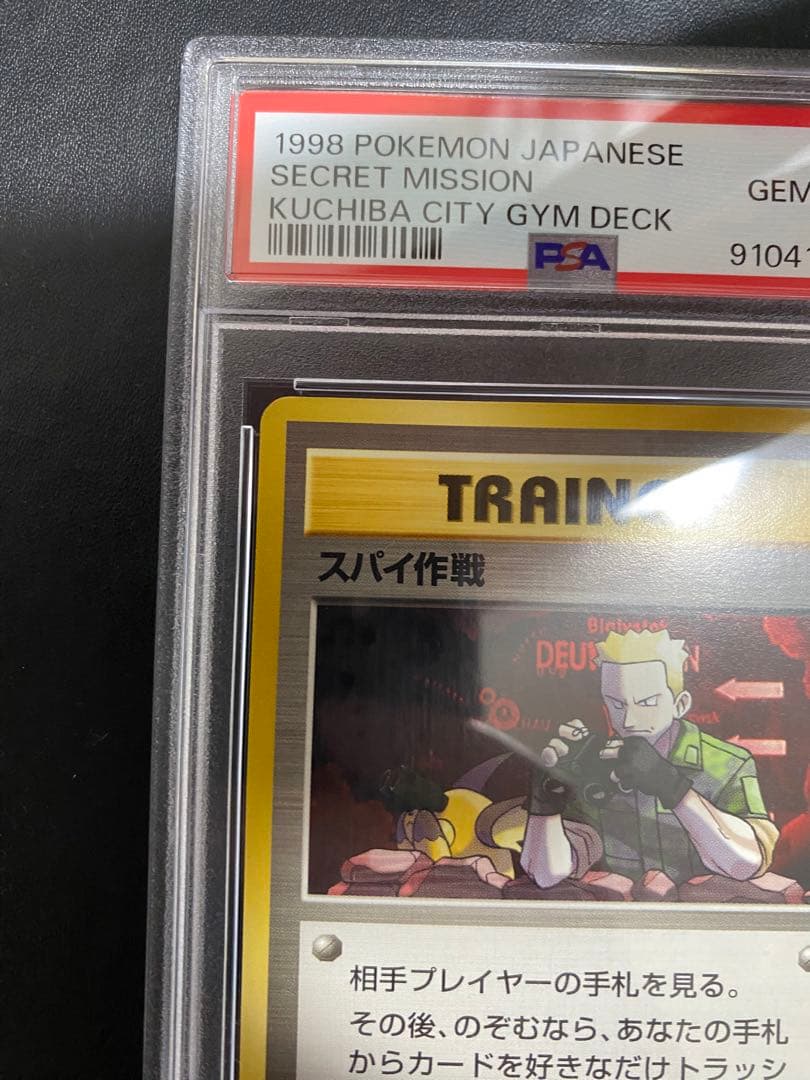 1998 POKEMON JAPANESE
SECRET MISSION
GEM
KUCHIBA CITY GYM DECK
9104
PSA
TRAIN
スパイ作戦
相手プレイヤーの手札を見る。
その後、のぞむなら、あなたの手札
からカードを好きなだけトラッシ